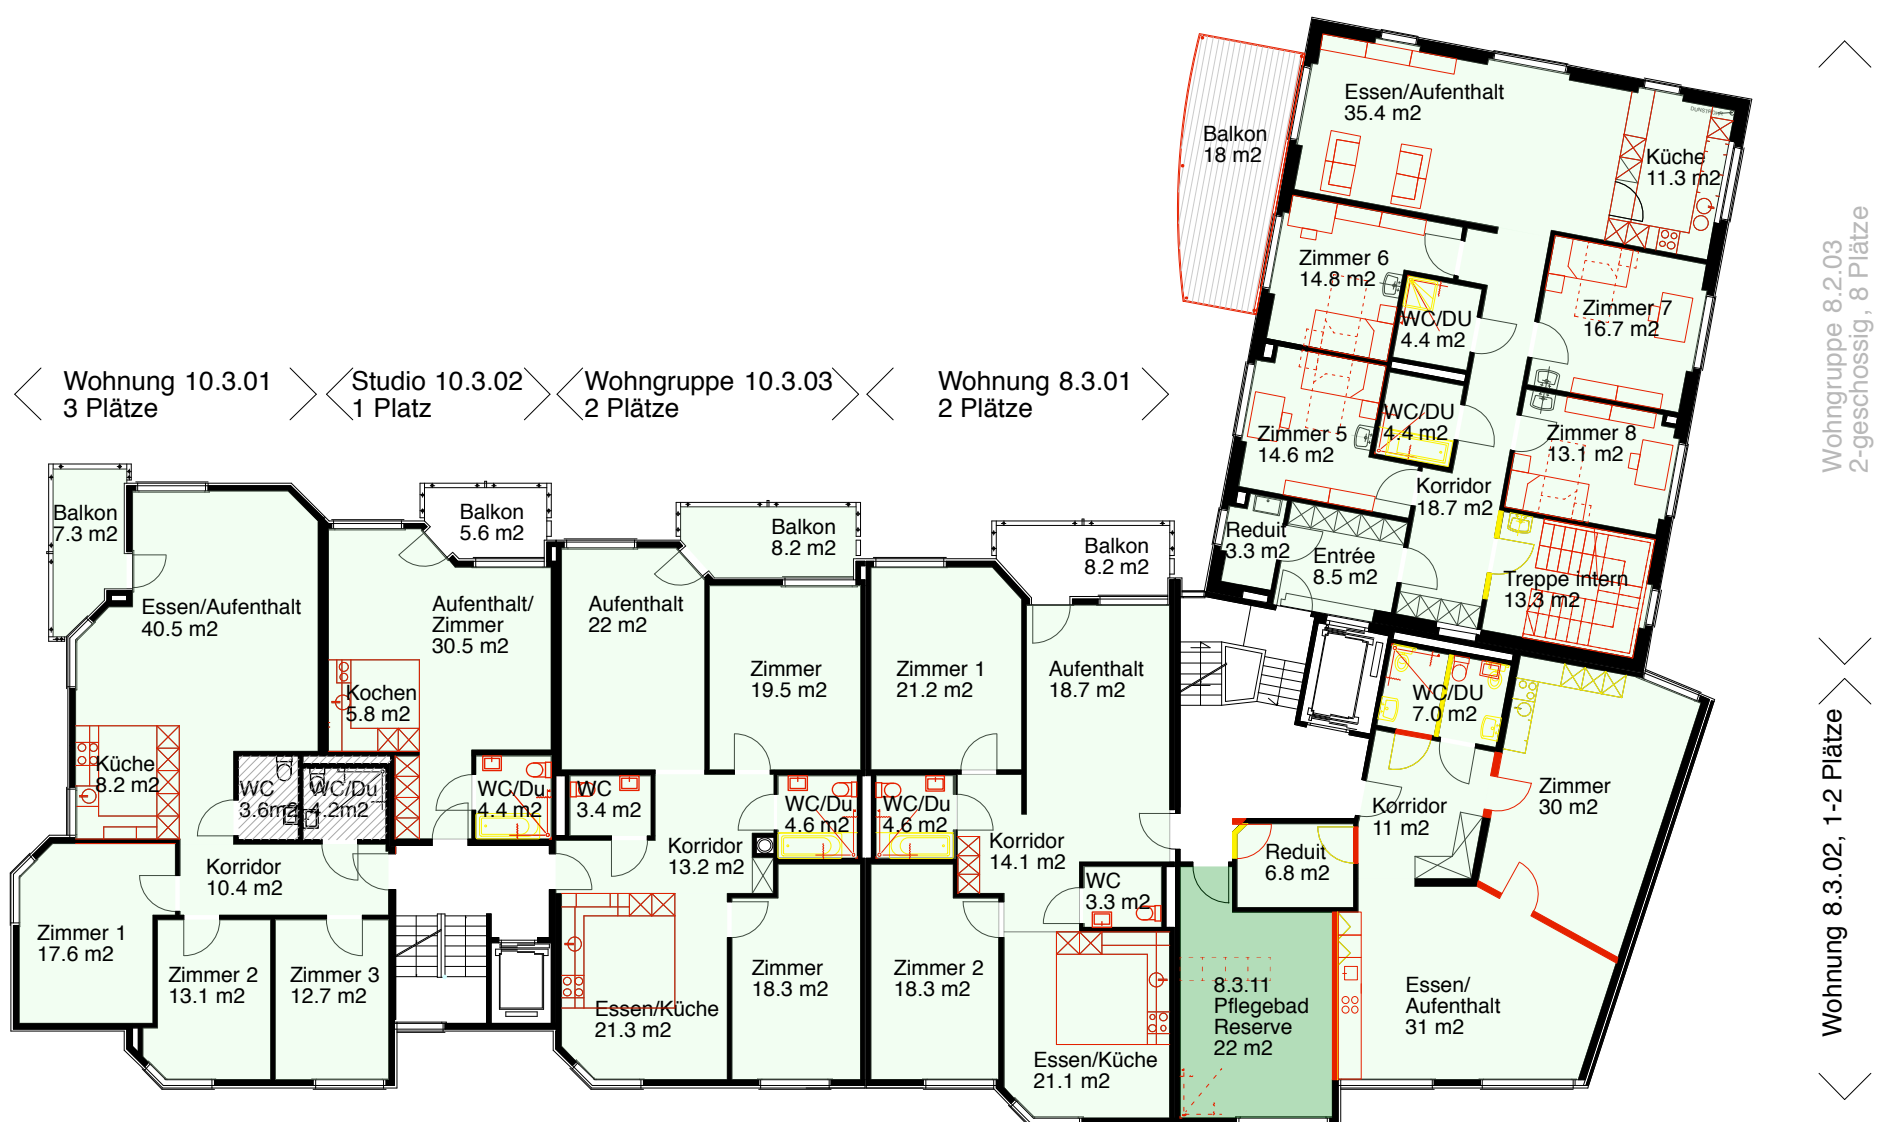 Balkon
18 m2
Essen/Aufenthalt
35.4 m2
Küche
11.3 m2
Zimmer 6
14.8 m2
WC/DU
4.4 m2
Zimmer 7
16.7 m2
Zimmer 5
14.6 m2
WC/DU
4.4 m2
Zimmer 8
13.1 m2
Korridor
18.7 m2
Reduit
3.3 m2
Entrée
8.5 m2
Treppe intern
13.3 m2
Wohngruppe 8.2.03
2-geschossig, 8 Plätze
Wohnung 10.3.01
3 Plätze
Studio 10.3.02
1 Platz
Wohngruppe 10.3.03
2 Plätze
Wohnung 8.3.01
2 Plätze
Balkon
7.3 m2
Essen/Aufenthalt
40.5 m2
Küche
8.2 m2
WC
3.6m2
WC/Du
4.2m2
Korridor
10.4 m2
Zimmer 1
17.6 m2
Zimmer 2
13.1 m2
Zimmer 3
12.7 m2
Balkon
5.6 m2
Aufenthalt/
Zimmer
30.5 m2
Kochen
5.8 m2
WC/Du
4.4 m2
Balkon
8.2 m2
Aufenthalt
22 m2
Zimmer
19.5 m2
WC
3.4 m2
WC/Du
4.6 m2
Korridor
13.2 m2
Essen/Küche
21.3 m2
Zimmer
18.3 m2
Balkon
8.2 m2
Zimmer 1
21.2 m2
Aufenthalt
18.7 m2
WC/Du
4.6 m2
Korridor
14.1 m2
WC
3.3 m2
Zimmer 2
18.3 m2
Essen/Küche
21.1 m2
8.3.11
Pflegebad
Reserve
22 m2
WC/DU
7.0 m2
Zimmer
30 m2
Korridor
11 m2
Reduit
6.8 m2
Essen/
Aufenthalt
31 m2
Wohnung 8.3.02, 1-2 Plätze